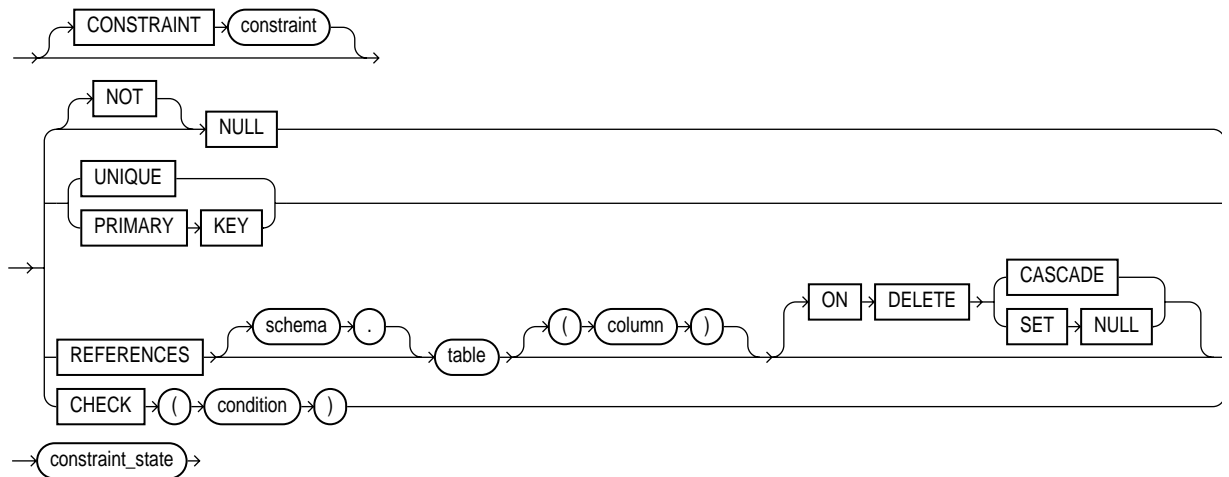 CONSTRAINT constraint
NOT
NULL
UNIQUE
PRIMARY KEY
CASCADE
ON DELETE
SET NULL
schema .
( column )
REFERENCES table
CHECK ( condition )
constraint_state